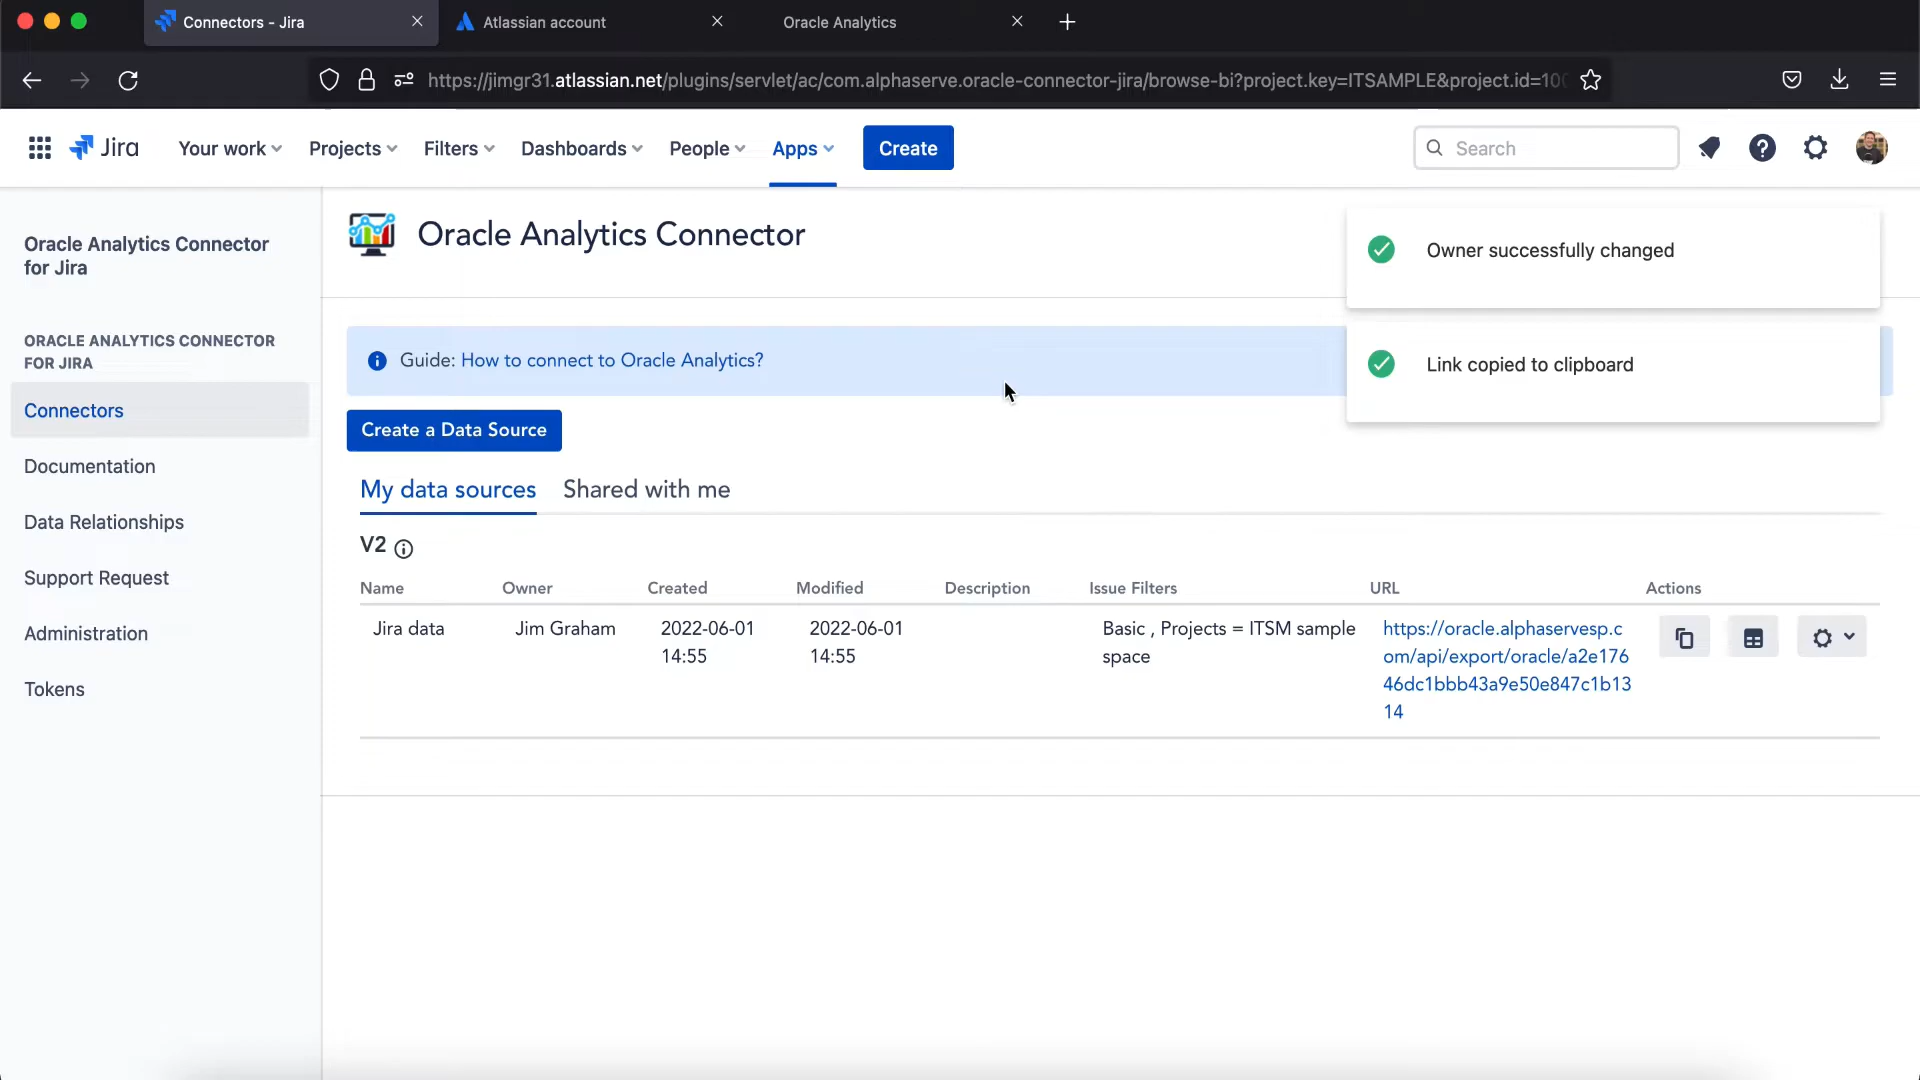 Connectors - Jira
Atlassian account
Oracle Analytics
https://jimgr31.atlassian.net/plugins/servlet/ac/com.alphaserve.oracle-connector-jira/browse-bi?project.key=ITSAMPLE&project.id=100
Jira
Your work
Projects
Filters
Dashboards
People
Apps
Create
Search
Oracle Analytics Connector
for Jira
ORACLE ANALYTICS CONNECTOR
FOR JIRA
Connectors
Documentation
Data Relationships
Support Request
Administration
Tokens
Oracle Analytics Connector
Owner successfully changed
Link copied to clipboard
Guide: How to connect to Oracle Analytics?
Create a Data Source
My data sources
Shared with me
V2
Name Owner Created Modified Description Issue Filters URL Actions
Jira data
Jim Graham
2022-06-01
14:55
2022-06-01
14:55
Basic , Projects = ITSM sample
space
https://oracle.alphaservesp.c
om/api/export/oracle/a2e176
46dc1bbb43a9e50e847c1b13
14